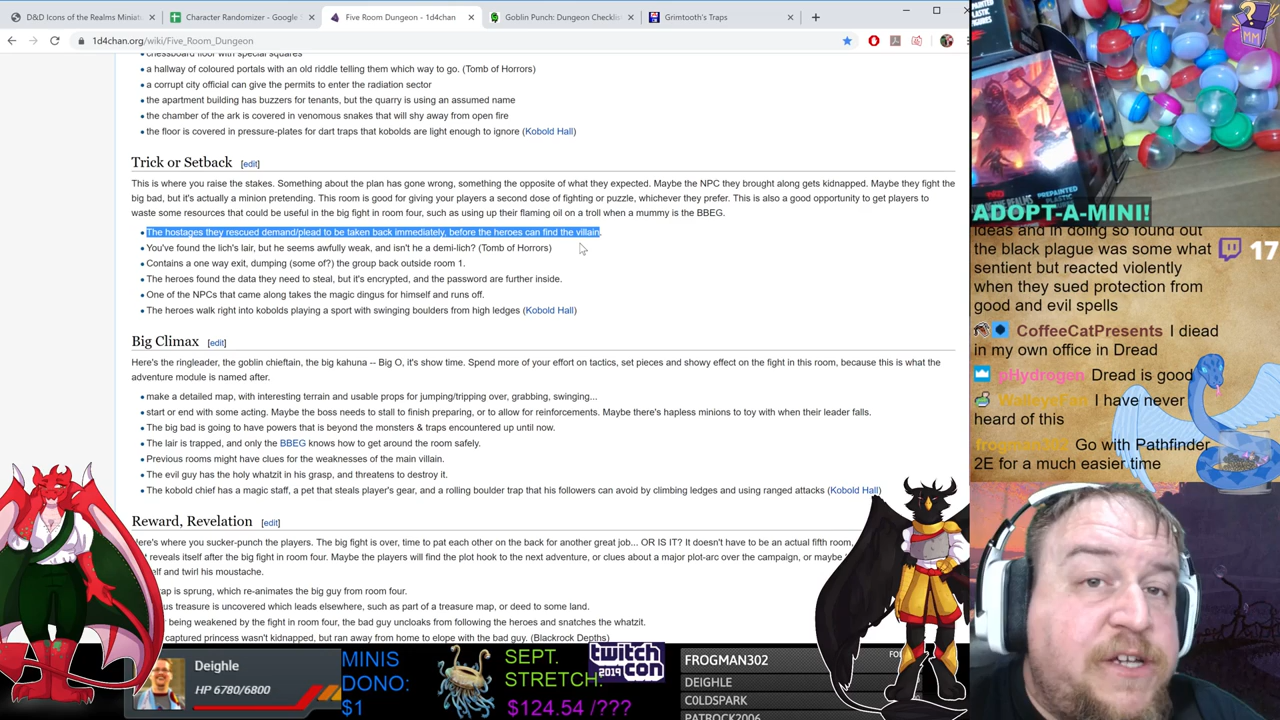 D&D Icons of the Realms Miniat
Character Randomizer - Google
Five Room Dungeon - 1d4chan
Goblin Punch: Dungeon Checklist
Grimtooth's Traps
1d4chan.org/wiki/Five_Room_Dungeon
chessboard floor with special squares
a hallway of coloured portals with an old riddle telling them which way to go. (Tomb of Horrors)
a corrupt city official can give the permits to enter the radiation sector
the apartment building has buzzers for tenants, but the quarry is using an assumed name
the chamber of the ark is covered in venomous snakes that will shy away from open fire
the floor is covered in pressure-plates for dart traps that kobolds are light enough to ignore (Kobold Hall)
Trick or Setback [edit]
This is where you raise the stakes. Something about the plan has gone wrong, something the opposite of what they expected. Maybe the NPC they brought along gets kidnapped. Maybe they fight the
big bad, but it's actually a minion pretending. This room is good for giving your players a second dose of fighting or puzzle, whichever they prefer. This is also a good opportunity to get players to
waste some resources that could be useful in the big fight in room four, such as using up their flaming oil on a troll when a mummy is the BBEG.
The hostages they rescued demand/plead to be taken back immediately, before the heroes can find the villain.
You've found the lich's lair, but he seems awfully weak, and isn't he a demi-lich? (Tomb of Horrors)
Contains a one way exit, dumping (some of?) the group back outside room 1.
The heroes found the data they need to steal, but it's encrypted, and the password are further inside.
One of the NPCs that came along takes the magic dingus for himself and runs off.
The heroes walk right into kobolds playing a sport with swinging boulders from high ledges (Kobold Hall)
Big Climax [edit]
Here's the ringleader, the goblin chieftain, the big kahuna -- Big O, it's show time. Spend more of your effort on tactics, set pieces and showy effect on the fight in this room, because this is what the
adventure module is named after.
make a detailed map, with interesting terrain and usable props for jumping/tripping over, grabbing, swinging...
start or end with some acting. Maybe the boss needs to stall to finish preparing, or to allow for reinforcements. Maybe there's hapless minions to toy with when their leader falls.
The big bad is going to have powers that is beyond the monsters & traps encountered up until now.
The lair is trapped, and only the BBEG knows how to get around the room safely.
Previous rooms might have clues for the weaknesses of the main villain.
The evil guy has the holy whatzit in his grasp, and threatens to destroy it.
The kobold chief has a magic staff, a pet that steals player's gear, and a rolling boulder trap that his followers can avoid by climbing ledges and using ranged attacks (Kobold Hall)
Reward, Revelation [edit]
ere's where you sucker-punch the players. The big fight is over, time to pat each other on the back for another great job... OR IS IT? It doesn't have to be an actual fifth room.
t reveals itself after the big fight in room four. Maybe the players will find the plot hook to the next adventure, or clues about a major plot-arc over the campaign, or maybe
elf and twirl his moustache.
ap is sprung, which re-animates the big guy from room four.
us treasure is uncovered which leads elsewhere, such as part of a treasure map, or deed to some land.
being weakened by the fight in room four, the bad guy uncloaks from following the heroes and snatches the whatzit.
captured princess wasn't kidnapped, but ran away from home to elope with the bad guy. (Blackrock Depths)
MM
PREPAINTED
ADOPT-A-MINI!
ideas and in doing so found out
the black plague was some what
sentient but reacted violently
when they sued protection from
good and evil spells
17
CoffeeCatPresents I diead
in my own office in Dread
pHydrogen Dread is good
WalleyeFan I have never
heard of this
frogman302 Go with Pathfinder
2E for a much easier time
Deighle
HP 6780/6800
MINIS
DONO:
$1
SEPT.
STRETCH:
$124.54 /???
twitch
con
2019
FROGMAN302
FO
DEIGHLE
C0LDSPARK
PATROCK2006